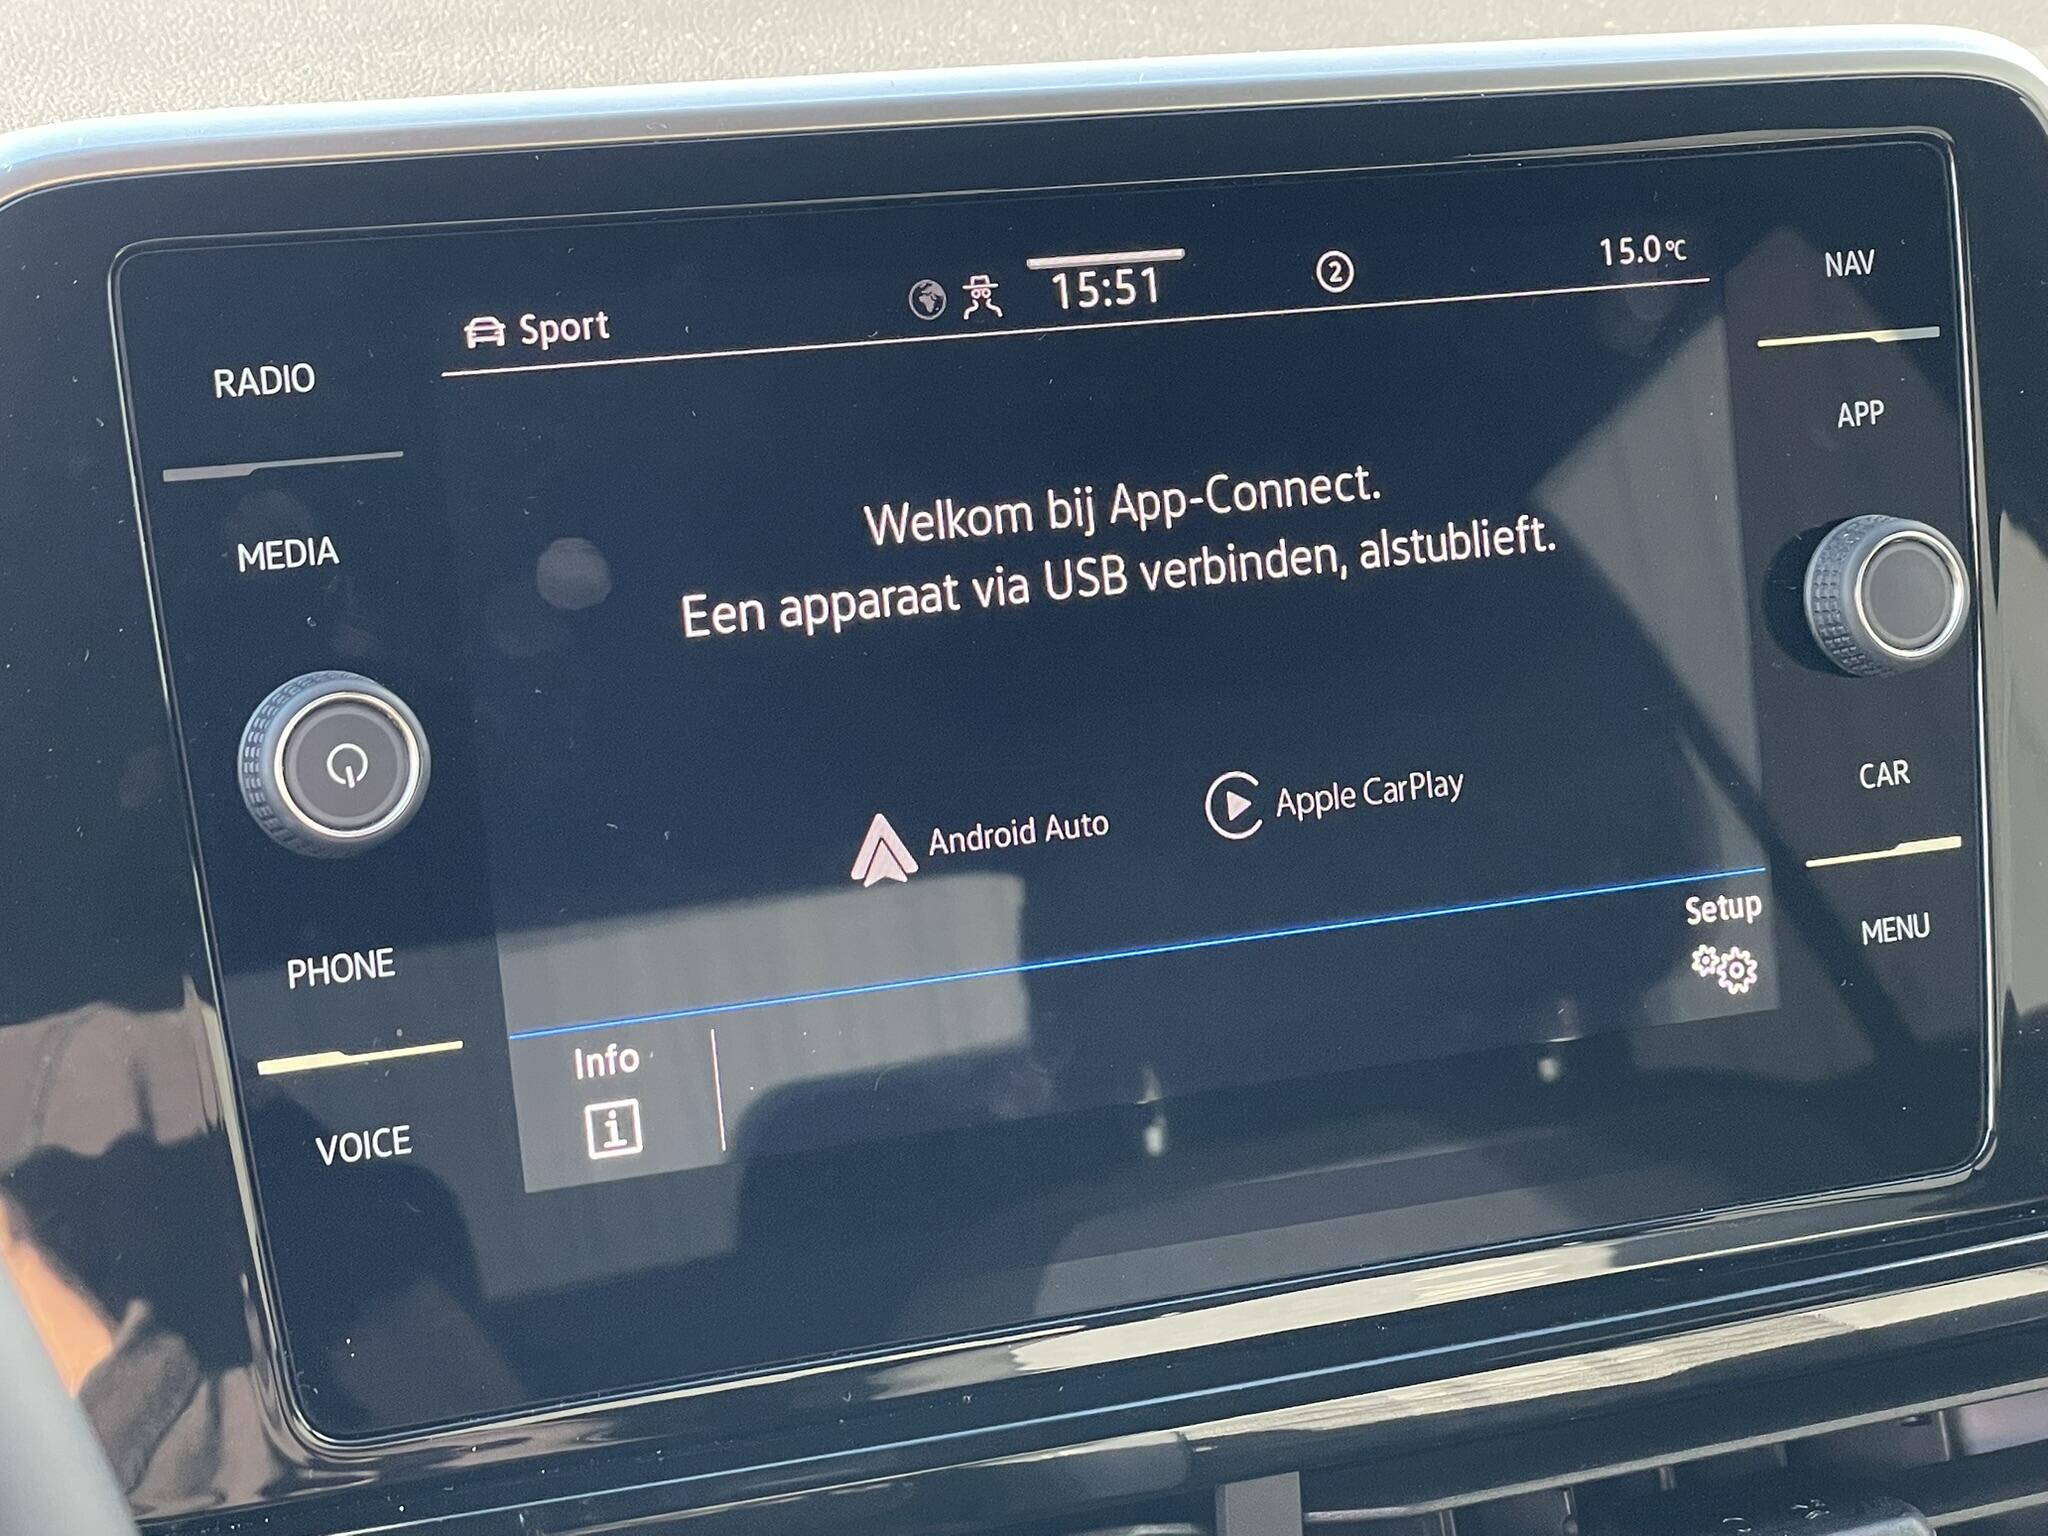 Sport
15:51
2
15.0°C
RADIO
MEDIA
PHONE
VOICE
NAV
APP
CAR
MENU
Welkom bij App-Connect.
Een apparaat via USB verbinden, alstublieft.
Android Auto
Apple CarPlay
Info
i
Setup